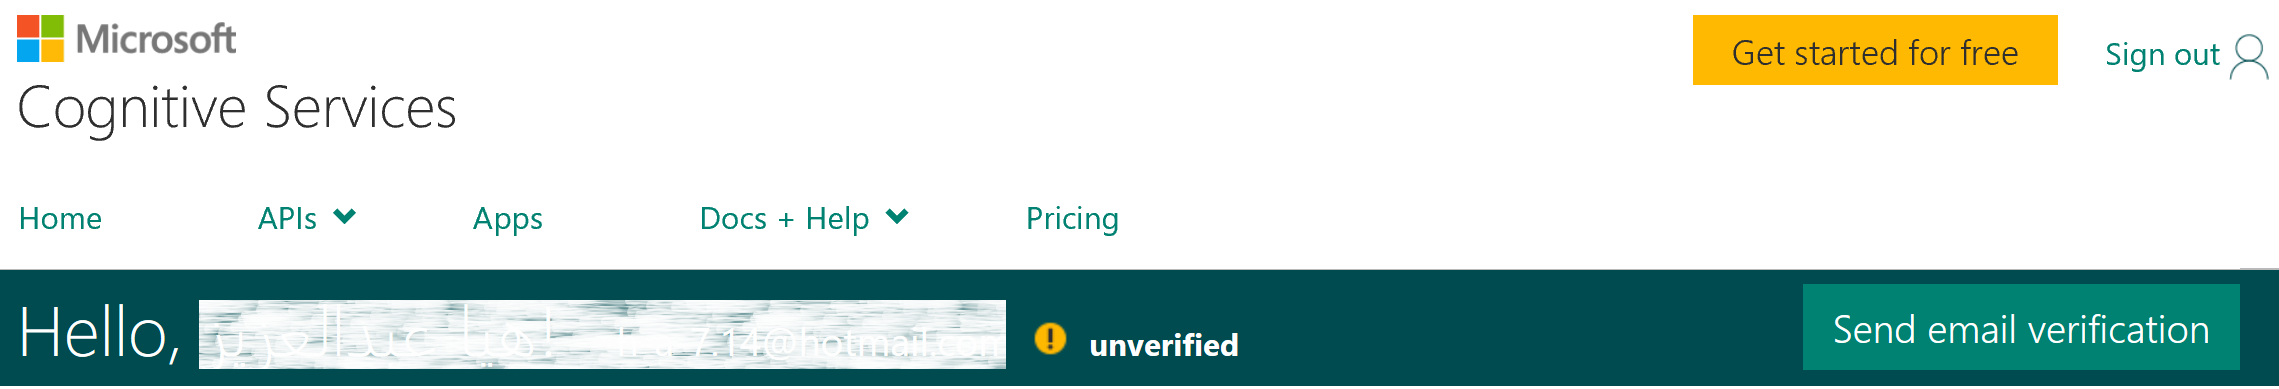 Microsoft
Get started for free
Sign out
Cognitive Services
Home APIs Apps Docs + Help Pricing
Hello, unverified
Send email verification